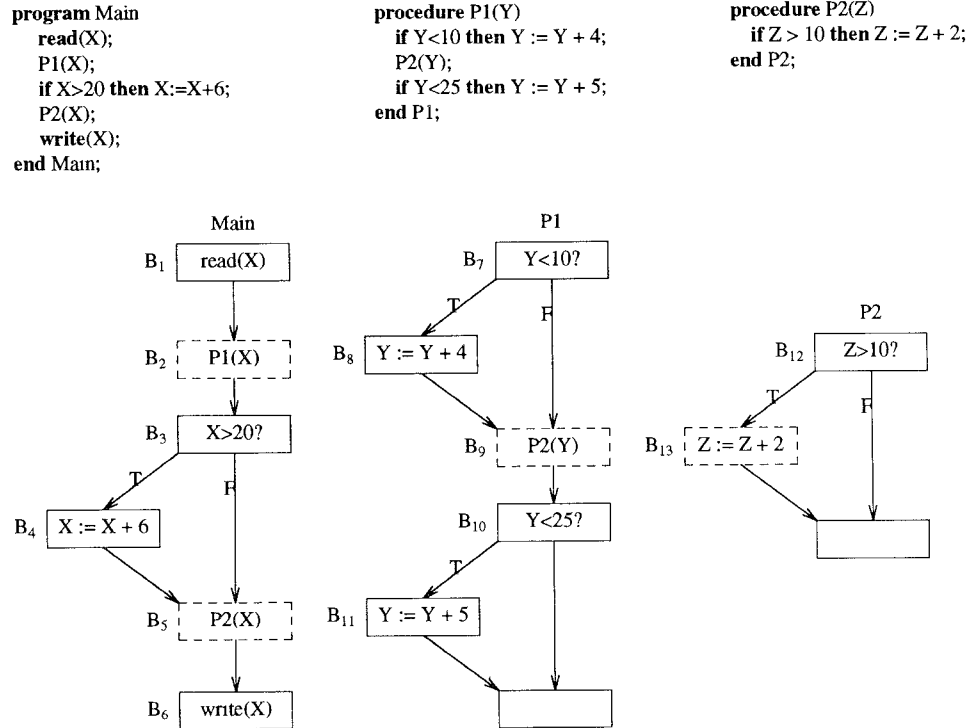 program Main
read(X);
P1(X);
if X>20 then X:=X+6;
P2(X);
write(X);
end Main;
procedure P1(Y)
if Y<10 then Y := Y + 4;
P2(Y);
if Y<25 then Y := Y + 5;
end P1;
procedure P2(Z)
if Z > 10 then Z := Z + 2;
end P2;
Main
B1 read(X)
B2 P1(X)
B3 X>20?
T F
B4 X := X + 6
B5 P2(X)
B6 write(X)
P1
B7 Y<10?
T F
B8 Y := Y + 4
B9 P2(Y)
B10 Y<25?
T
B11 Y := Y + 5
P2
B12 Z>10?
T F
B13 Z := Z + 2